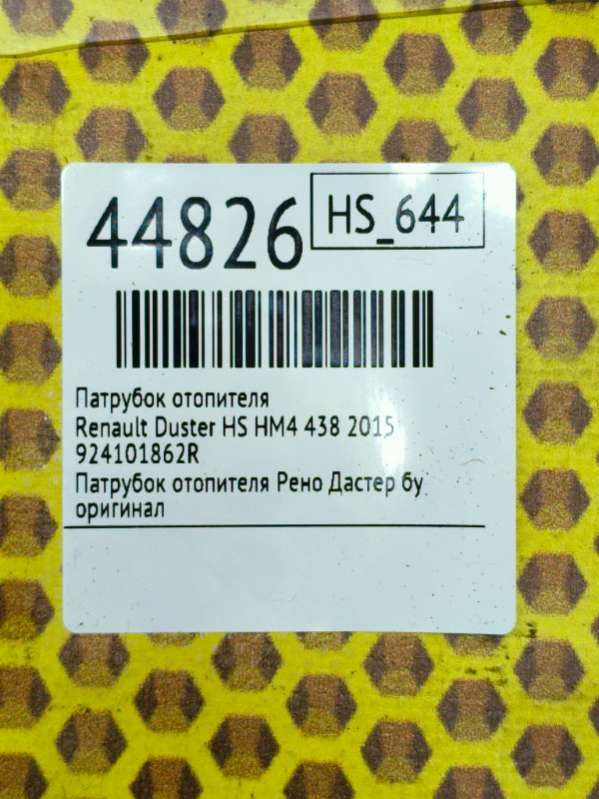 44826
HS_644
Патрубок отопителя
Renault Duster HS HM4 438 2015
924101862R
Патрубок отопителя Рено Дастер бу
оригинал